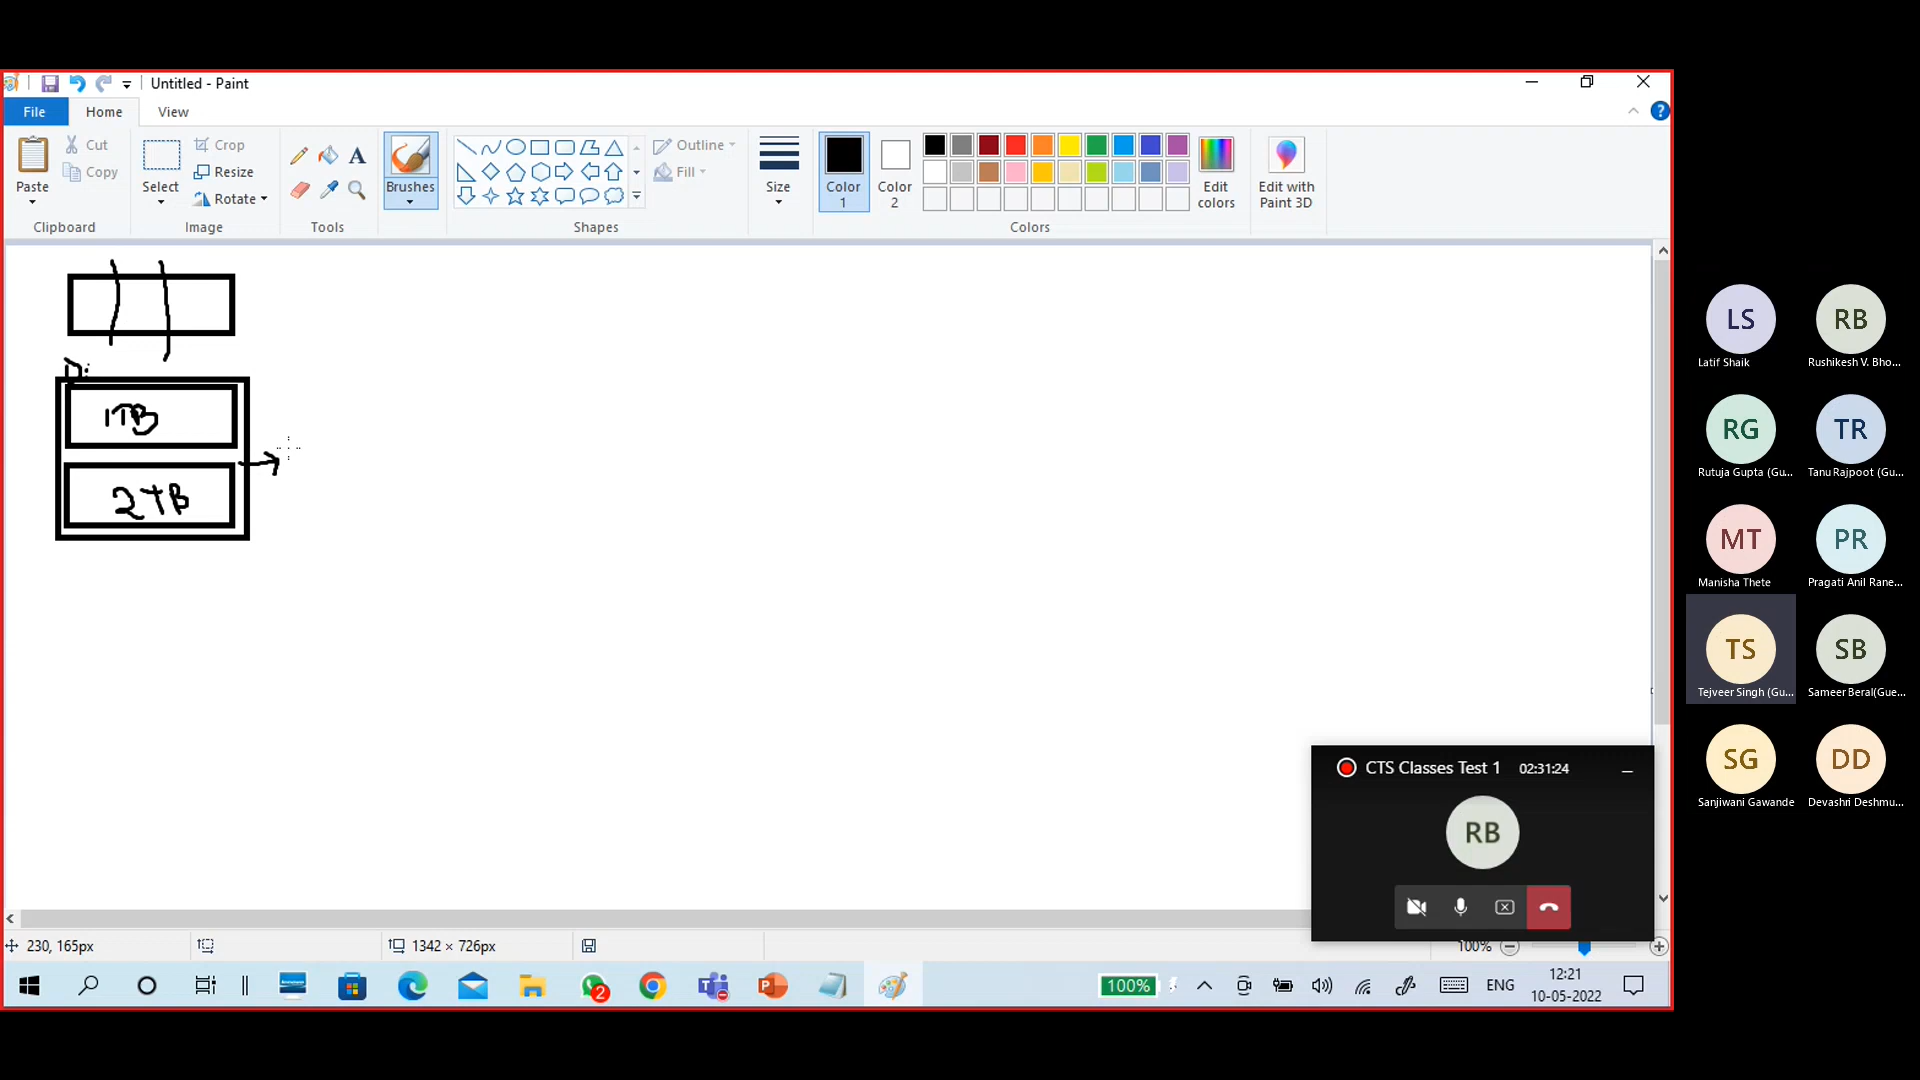 Untitled - Paint
File
Home
View
Paste
Cut
Copy
Clipboard
Select
Crop
Resize
Rotate
Image
A
Tools
Brushes
Shapes
Outline
Fill
Size
Color
1
Color
2
Edit
colors
Colors
Edit with
Paint 3D
?
D:
1TB
2TB
LS
Latif Shaik
RB
Rushikesh V. Bho...
RG
Rutuja Gupta (Gu...
TR
Tanu Rajpoot (Gu...
MT
Manisha Thete
PR
Pragati Anil Rane...
TS
Tejveer Singh (Gu...
SB
Sameer Beral(Gue...
SG
Sanjiwani Gawande
DD
Devashri Deshmu...
CTS Classes Test 1 02:31:24
RB
230, 165px
1342 × 726px
100%
2
100%
ENG
12:21
10-05-2022